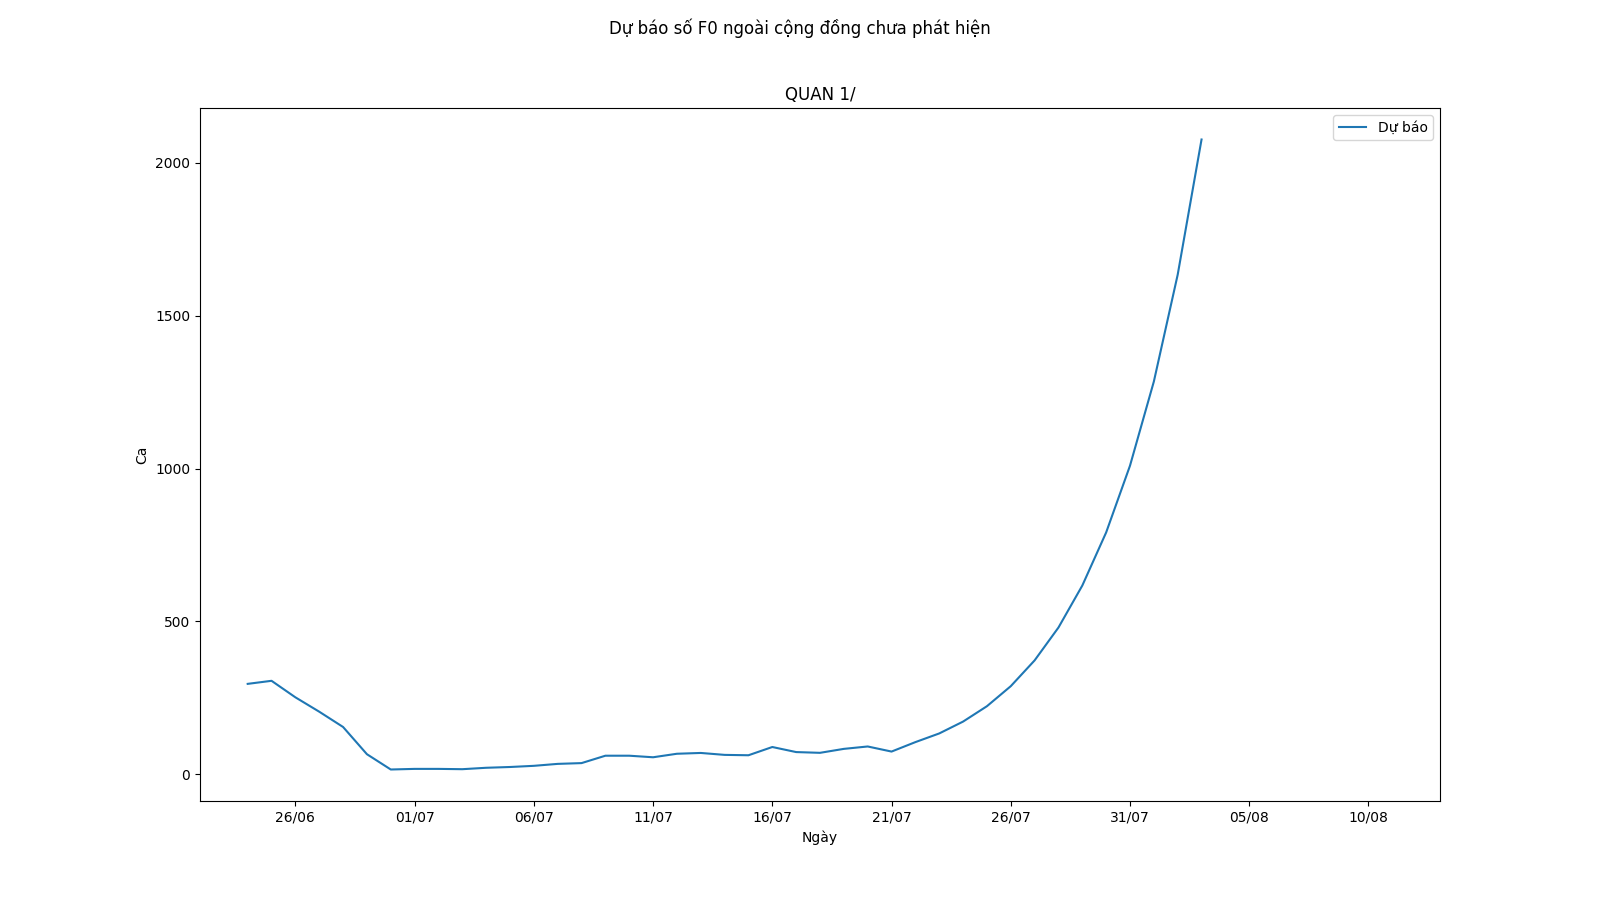 Dự báo số F0 ngoài cộng đồng chưa phát hiện
QUAN 1/
Dự báo
2000
1500
1000
500
0
Ca
26/06 01/07 06/07 11/07 16/07 21/07 26/07 31/07 05/08 10/08
Ngày